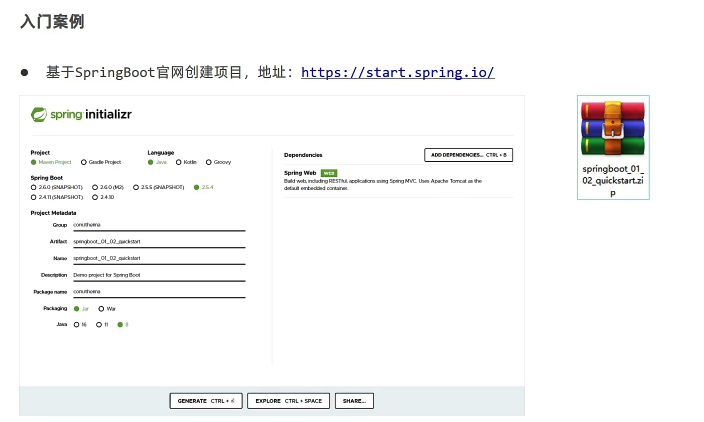 入门案例
● 基于SpringBoot官网创建项目，地址：https://start.spring.io/
spring initializr
Project
Maven Project Gradle Project
Language
Java Kotlin Groovy
Spring Boot
2.6.0 (SNAPSHOT) 2.6.0 (M2) 2.5.5 (SNAPSHOT) 2.5.4
2.4.11 (SNAPSHOT) 2.4.10
Project Metadata
Group com.itheima
Artifact springboot_01_02_quickstart
Name springboot_01_02_quickstart
Description Demo project for Spring Boot
Package name com.itheima
Packaging Jar War
Java 16 11 8
Dependencies
ADD DEPENDENCIES... CTRL + B
Spring Web WEB
Build web, including RESTful, applications using Spring MVC. Uses Apache Tomcat as the
default embedded container.
GENERATE CTRL + ⏎
EXPLORE CTRL + SPACE
SHARE...
springboot_01_
02_quickstart.zi
p